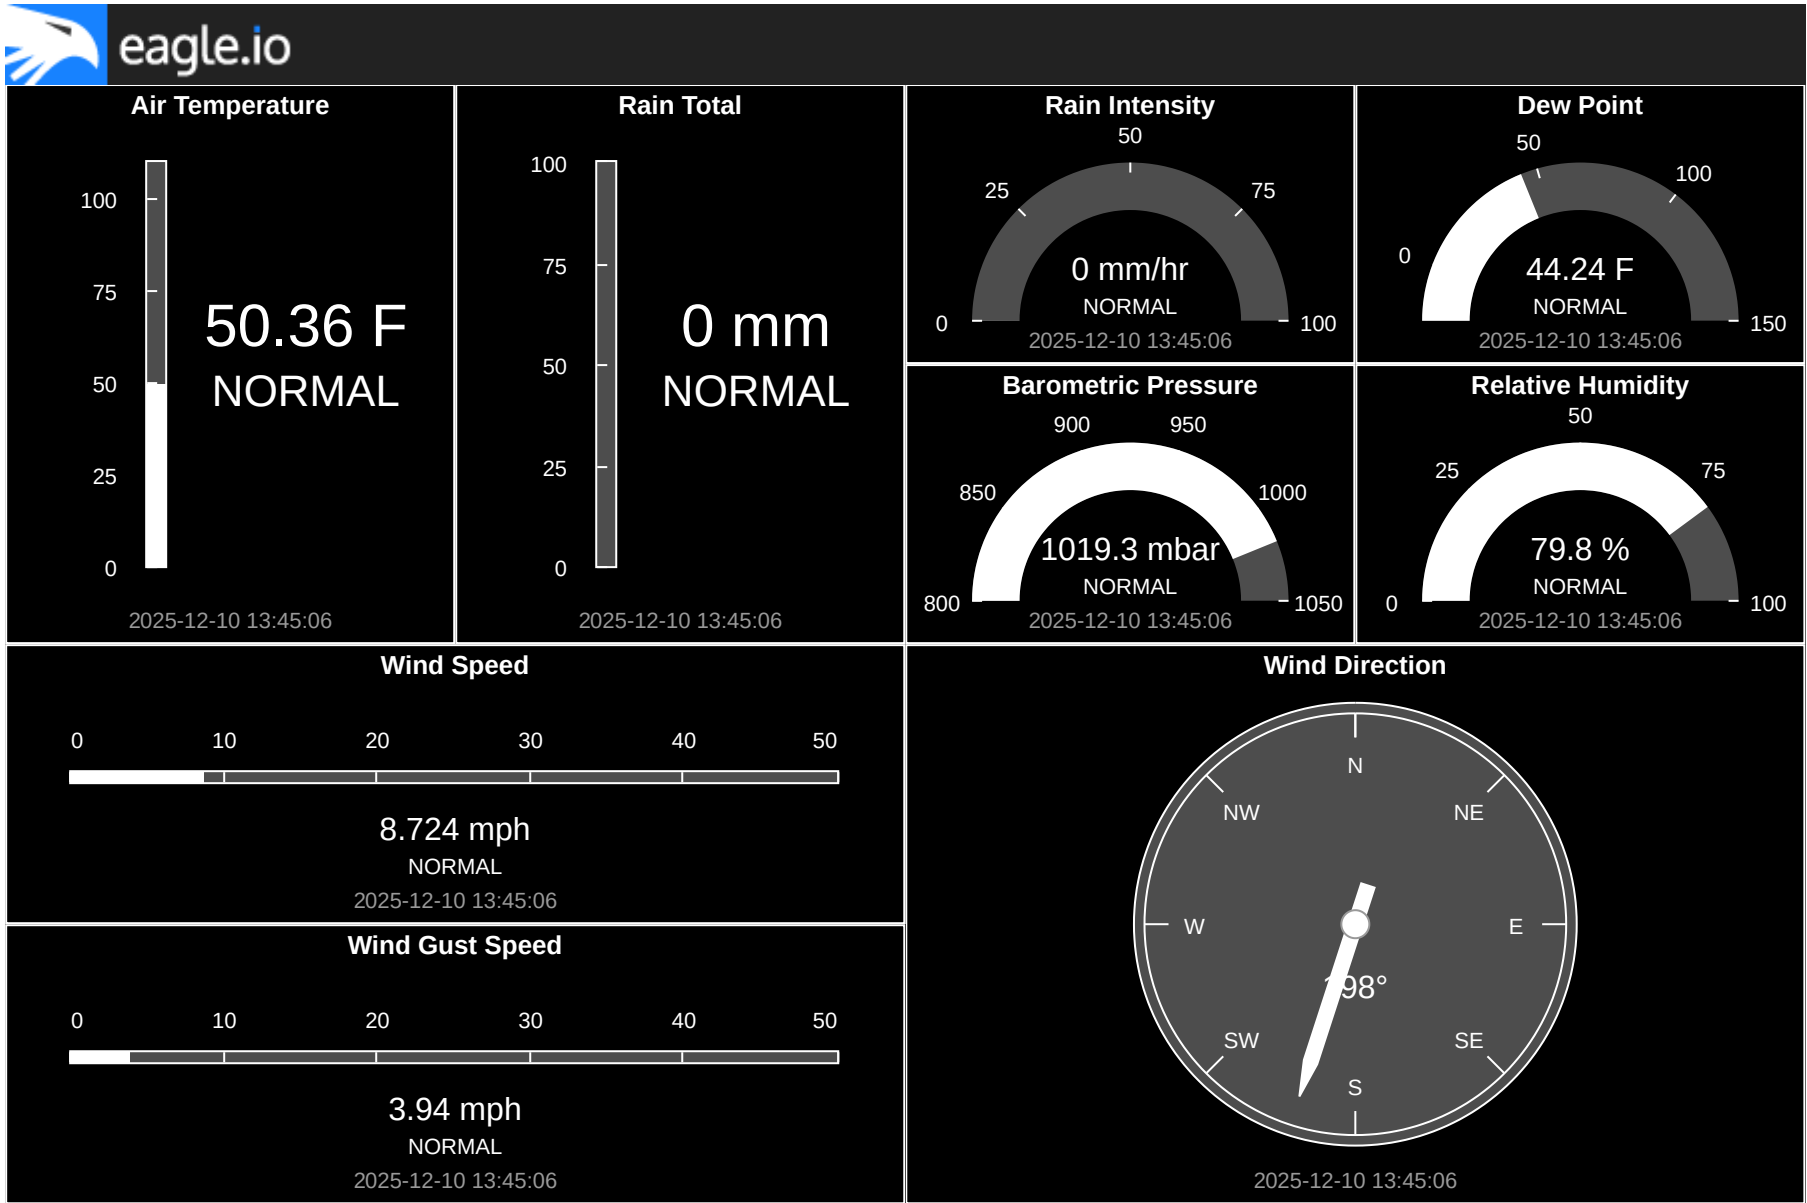 eagle.io
Air Temperature
100
75
50
25
0
50.36 F
NORMAL
2025-12-10 13:45:06
Rain Total
100
75
50
25
0
0 mm
NORMAL
2025-12-10 13:45:06
Rain Intensity
50
25
75
0
100
0 mm/hr
NORMAL
2025-12-10 13:45:06
Dew Point
50
100
0
150
44.24 F
NORMAL
2025-12-10 13:45:06
Barometric Pressure
900 950
850 1000
800 1050
1019.3 mbar
NORMAL
2025-12-10 13:45:06
Relative Humidity
50
25 75
0 100
79.8 %
NORMAL
2025-12-10 13:45:06
Wind Speed
0 10 20 30 40 50
8.724 mph
NORMAL
2025-12-10 13:45:06
Wind Gust Speed
0 10 20 30 40 50
3.94 mph
NORMAL
2025-12-10 13:45:06
Wind Direction
N
NW NE
W E
198°
SW SE
S
2025-12-10 13:45:06